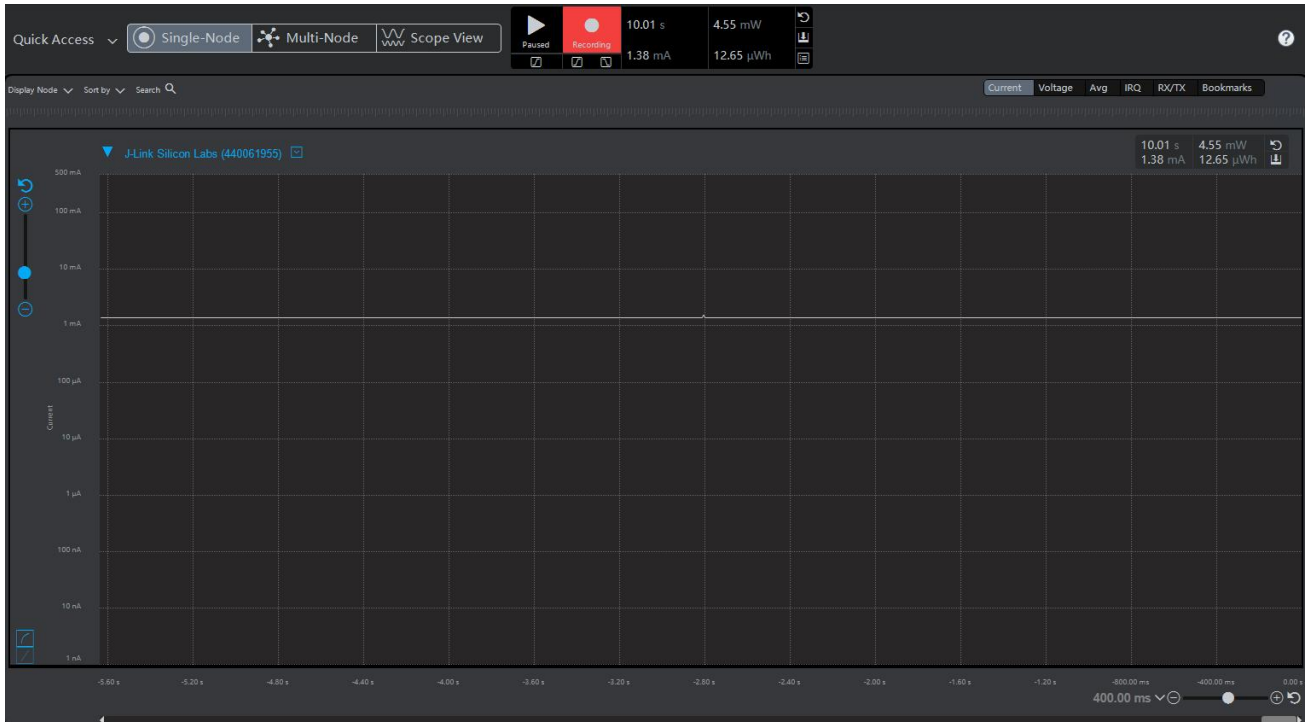 Quick Access Single-Node Multi-Node Scope View
Paused Recording
10.01 s 4.55 mW
1.38 mA 12.65 µWh
?
Display Node Sort by Search
Current Voltage Avg IRQ RX/TX Bookmarks
J-Link Silicon Labs (440061955)
10.01 s 4.55 mW
1.38 mA 12.65 µWh
500 mA
100 mA
10 mA
1 mA
100 µA
Current
10 µA
1 µA
100 nA
10 nA
1 nA
-5.60 s -5.20 s -4.80 s -4.40 s -4.00 s -3.60 s -3.20 s -2.80 s -2.40 s -2.00 s -1.60 s -1.20 s -800.00 ms -400.00 ms 0.00 s
400.00 ms